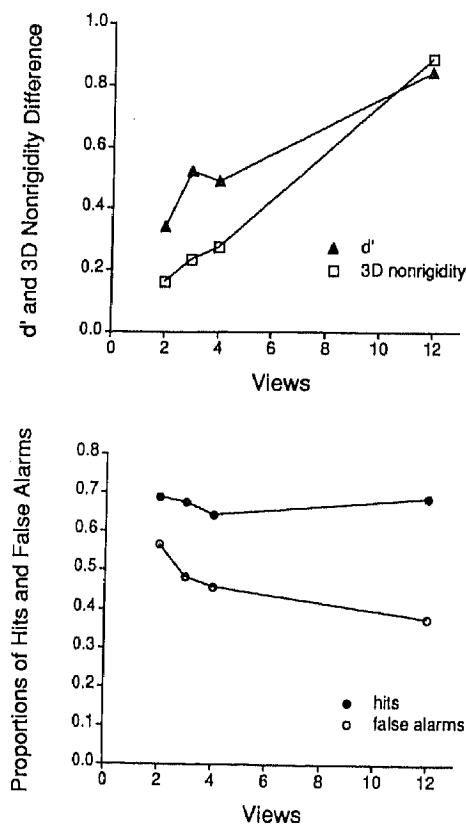 d' and 3D Nonrigidity Difference
1.0
0.8
0.6
0.4
0.2
0.0
d'
3D nonrigidity
0 2 4 6 8 10 12
Views
Proportions of Hits and False Alarms
0.8
0.7
0.6
0.5
0.4
0.3
0.2
0.1
0.0
hits
false alarms
0 2 4 6 8 10 12
Views